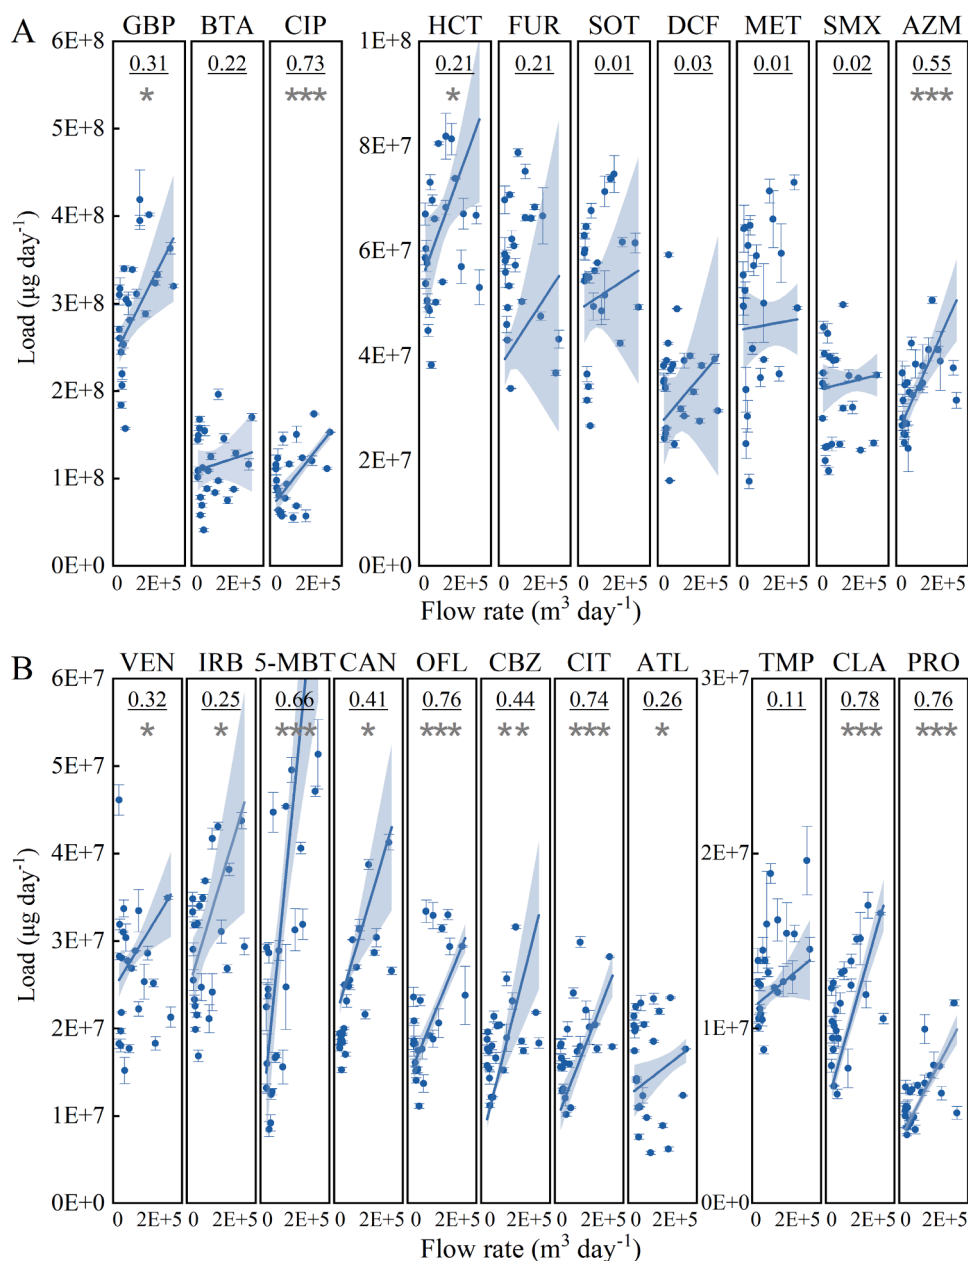 A
GBP BTA CIP HCT FUR SOT DCF MET SMX AZM
6E+8 1E+8
0.31 0.22 0.73 0.21 0.21 0.01 0.03 0.01 0.02 0.55
* *** * ***
5E+8
8E+7
4E+8
6E+7
3E+8
4E+7
2E+8
2E+7
1E+8
0E+0 0E+0
Load (µg day⁻¹)
0 2E+5 0 2E+5 0 2E+5 0 2E+5 0 2E+5 0 2E+5 0 2E+5 0 2E+5 0 2E+5 0 2E+5
Flow rate (m³ day⁻¹)
B
VEN IRB 5-MBT CAN OFL CBZ CIT ATL TMP CLA PRO
6E+7 3E+7
0.32 0.25 0.66 0.41 0.76 0.44 0.74 0.26 0.11 0.78 0.76
* * *** * *** ** *** * *** ***
5E+7
4E+7 2E+7
3E+7
2E+7 1E+7
1E+7
0E+0 3E+70
Load (µg day⁻¹)
0 2E+5 0 2E+5 0 2E+5 0 2E+5 0 2E+5 0 2E+5 0 2E+5 0 2E+5 0 2E+5 0 2E+5 0 2E+5
Flow rate (m³ day⁻¹)